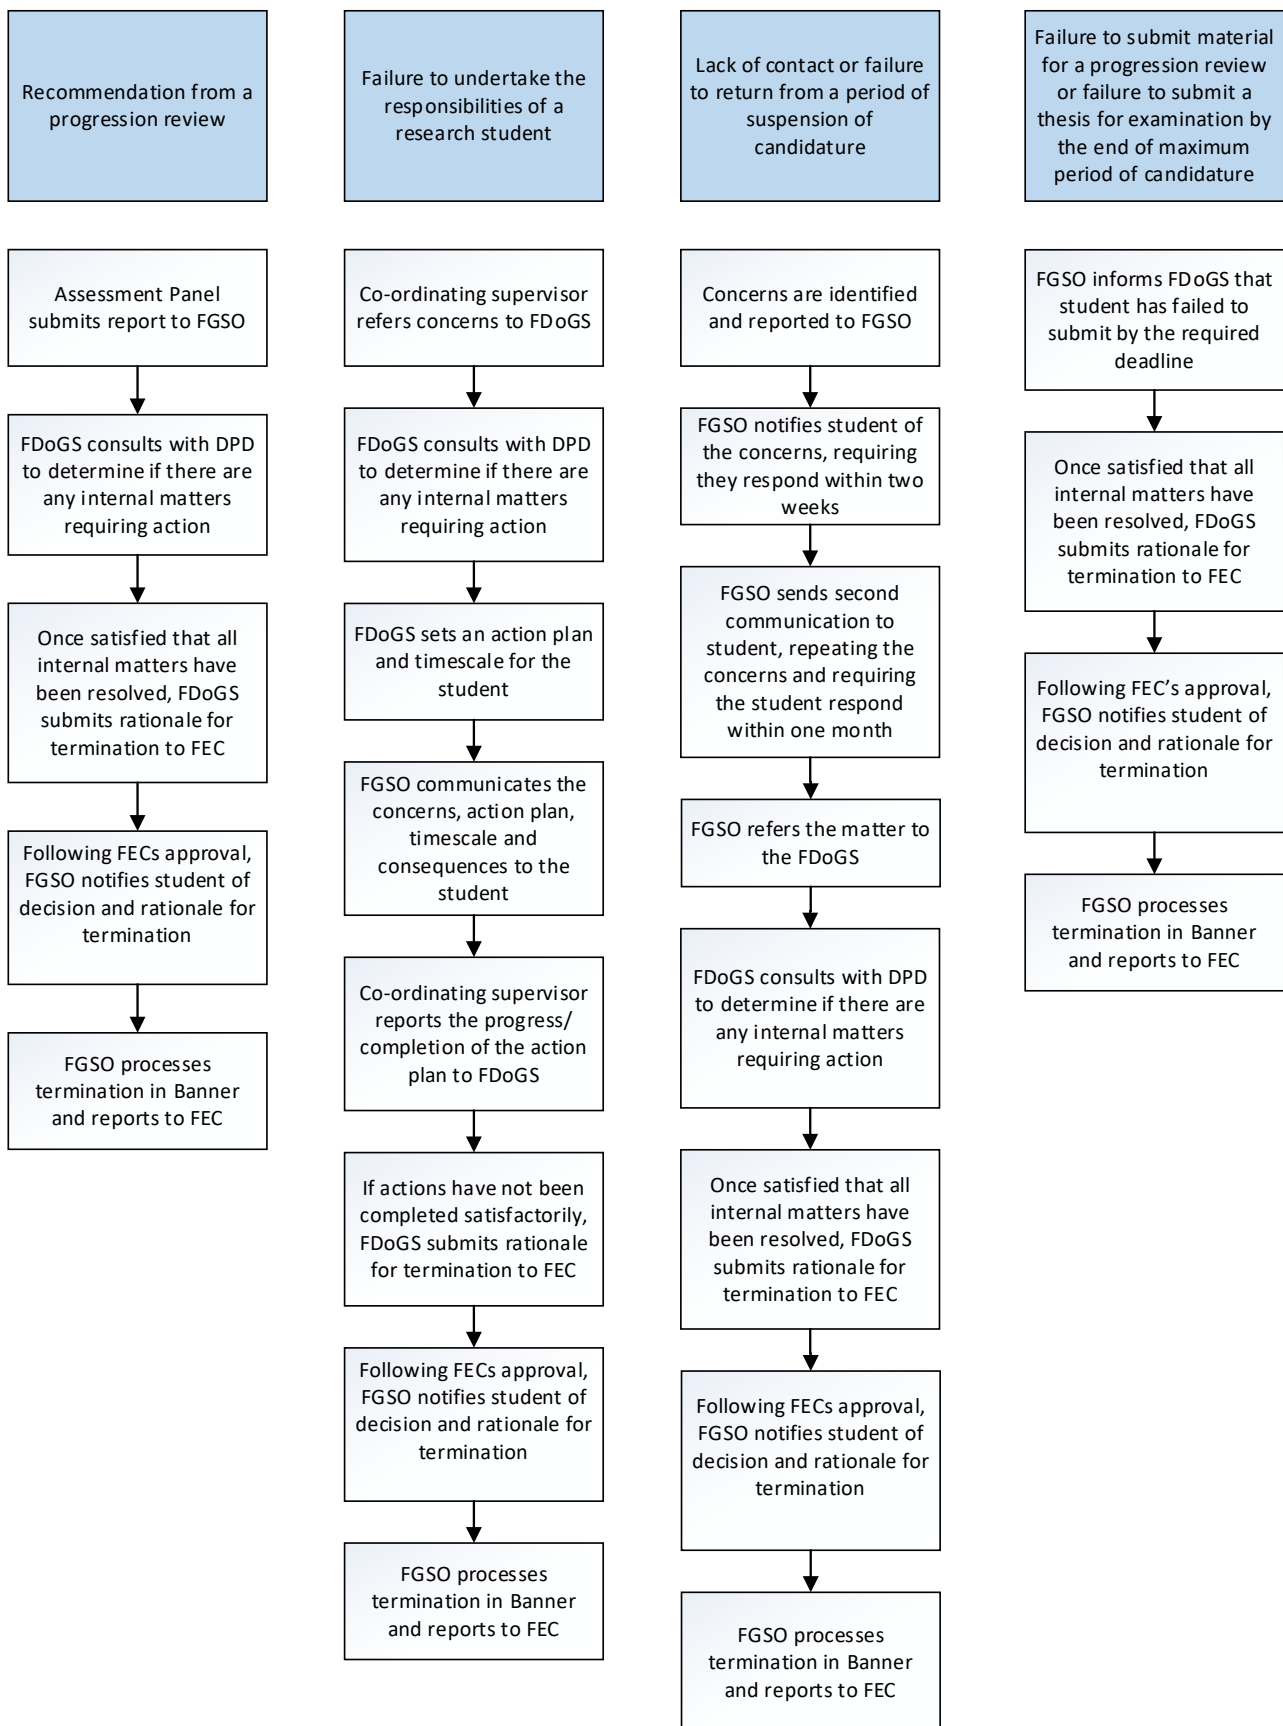 Recommendation from a
progression review
Assessment Panel
submits report to FGSO
FDoGS consults with DPD
to determine if there are
any internal matters
requiring action
Once satisfied that all
internal matters have
been resolved, FDoGS
submits rationale for
termination to FEC
Following FECs approval,
FGSO notifies student of
decision and rationale for
termination
FGSO processes
termination in Banner
and reports to FEC
Failure to undertake the
responsibilities of a
research student
Co-ordinating supervisor
refers concerns to FDoGS
FDoGS consults with DPD
to determine if there are
any internal matters
requiring action
FDoGS sets an action plan
and timescale for the
student
FGSO communicates the
concerns, action plan,
timescale and
consequences to the
student
Co-ordinating supervisor
reports the progress/
completion of the action
plan to FDoGS
If actions have not been
completed satisfactorily,
FDoGS submits rationale
for termination to FEC
Following FECs approval,
FGSO notifies student of
decision and rationale for
termination
FGSO processes
termination in Banner
and reports to FEC
Lack of contact or failure
to return from a period of
suspension of
candidature
Concerns are identified
and reported to FGSO
FGSO notifies student of
the concerns, requiring
they respond within two
weeks
FGSO sends second
communication to
student, repeating the
concerns and requiring
the student respond
within one month
FGSO refers the matter to
the FDoGS
FDoGS consults with DPD
to determine if there are
any internal matters
requiring action
Once satisfied that all
internal matters have
been resolved, FDoGS
submits rationale for
termination to FEC
Following FECs approval,
FGSO notifies student of
decision and rationale for
termination
FGSO processes
termination in Banner
and reports to FEC
Failure to submit material
for a progression review
or failure to submit a
thesis for examination by
the end of maximum
period of candidature
FGSO informs FDoGS that
student has failed to
submit by the required
deadline
Once satisfied that all
internal matters have
been resolved, FDoGS
submits rationale for
termination to FEC
Following FEC’s approval,
FGSO notifies student of
decision and rationale for
termination
FGSO processes
termination in Banner
and reports to FEC